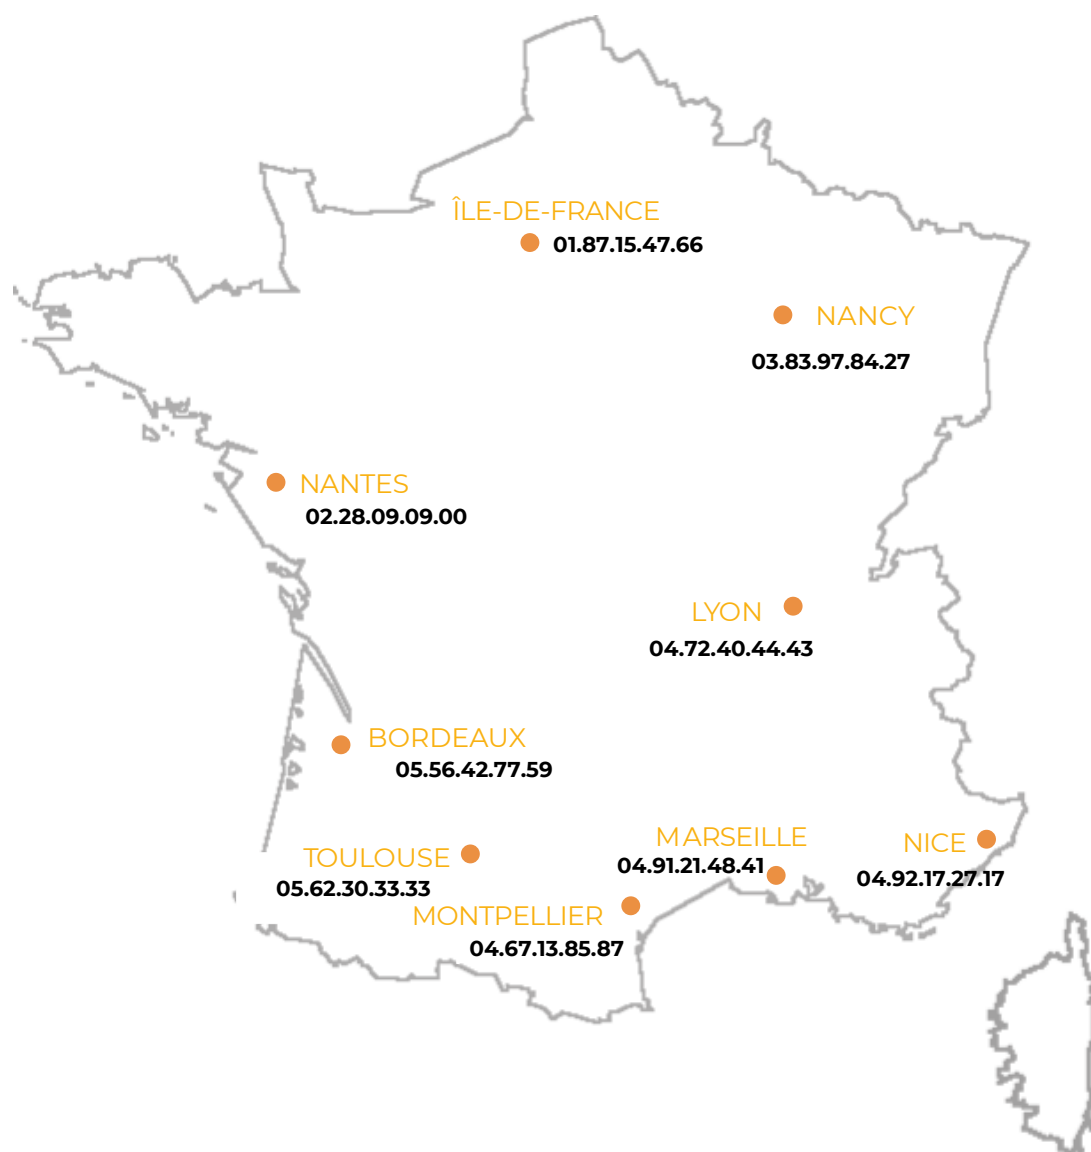 ÎLE-DE-FRANCE
01.87.15.47.66
NANCY
03.83.97.84.27
NANTES
02.28.09.09.00
LYON
04.72.40.44.43
BORDEAUX
05.56.42.77.59
MARSEILLE
04.91.21.48.41
NICE
04.92.17.27.17
TOULOUSE
05.62.30.33.33
MONTPELLIER
04.67.13.85.87